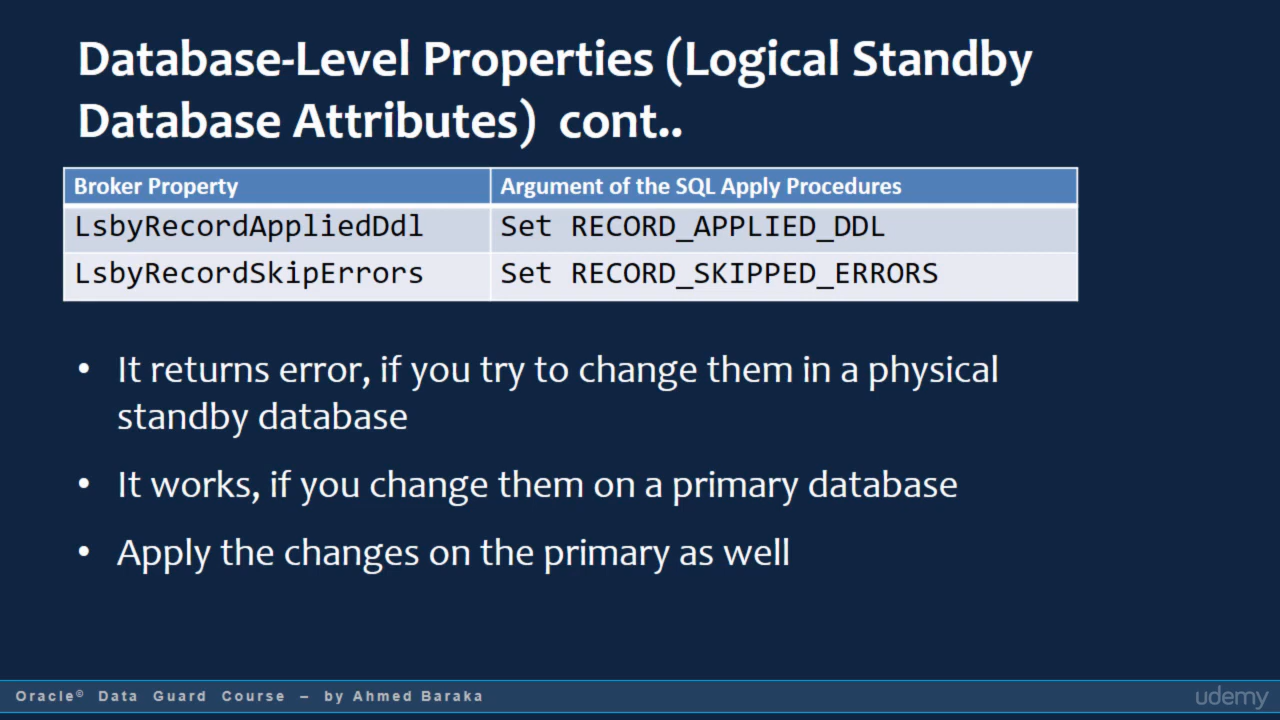 Database-Level Properties (Logical Standby
Database Attributes) cont..
Broker Property Argument of the SQL Apply Procedures
LsbyRecordAppliedDdl Set RECORD_APPLIED_DDL
LsbyRecordSkipErrors Set RECORD_SKIPPED_ERRORS
• It returns error, if you try to change them in a physical
standby database
• It works, if you change them on a primary database
• Apply the changes on the primary as well
Oracle© Data Guard Course – by Ahmed Baraka
udemy